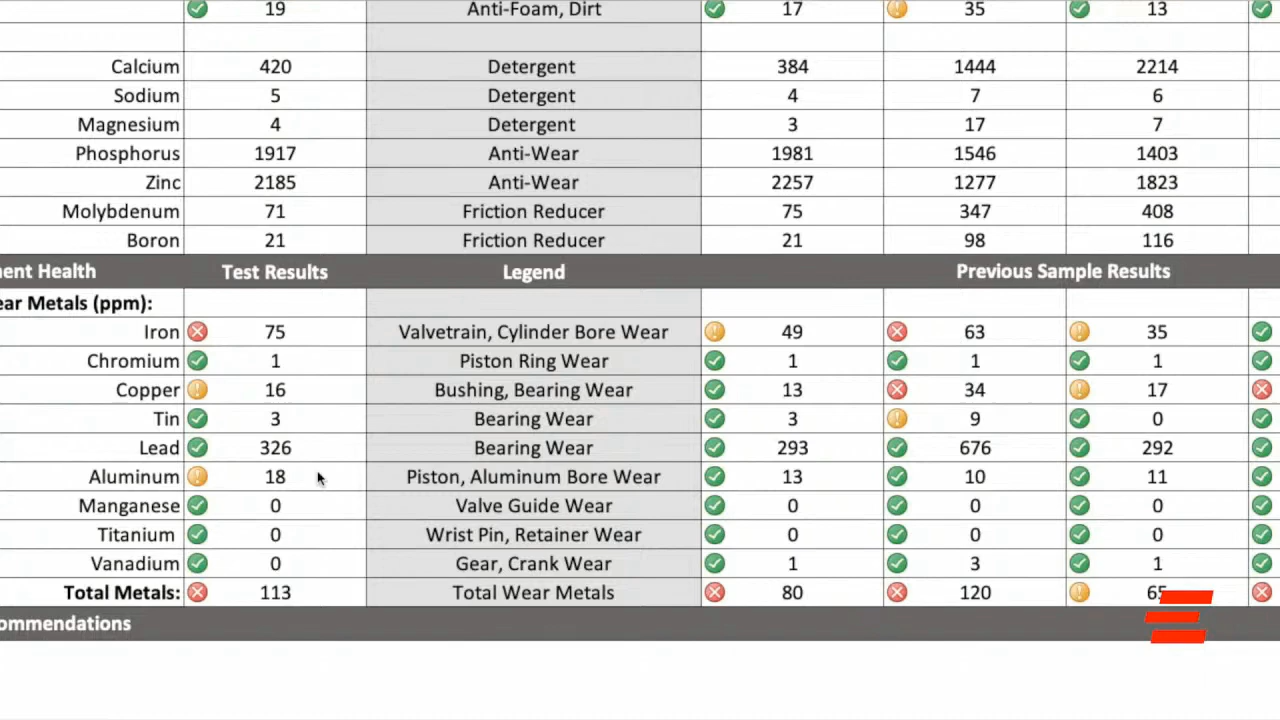 19 Anti-Foam, Dirt 17 35 13
Calcium 420 Detergent 384 1444 2214
Sodium 5 Detergent 4 7 6
Magnesium 4 Detergent 3 17 7
Phosphorus 1917 Anti-Wear 1981 1546 1403
Zinc 2185 Anti-Wear 2257 1277 1823
Molybdenum 71 Friction Reducer 75 347 408
Boron 21 Friction Reducer 21 98 116
ent Health Test Results Legend Previous Sample Results
ear Metals (ppm):
Iron 75 Valvetrain, Cylinder Bore Wear 49 63 35
Chromium 1 Piston Ring Wear 1 1 1
Copper 16 Bushing, Bearing Wear 13 34 17
Tin 3 Bearing Wear 3 9 0
Lead 326 Bearing Wear 293 676 292
Aluminum 18 Piston, Aluminum Bore Wear 13 10 11
Manganese 0 Valve Guide Wear 0 0 0
Titanium 0 Wrist Pin, Retainer Wear 0 0 0
Vanadium 0 Gear, Crank Wear 1 3 1
Total Metals: 113 Total Wear Metals 80 120 65
ommendations